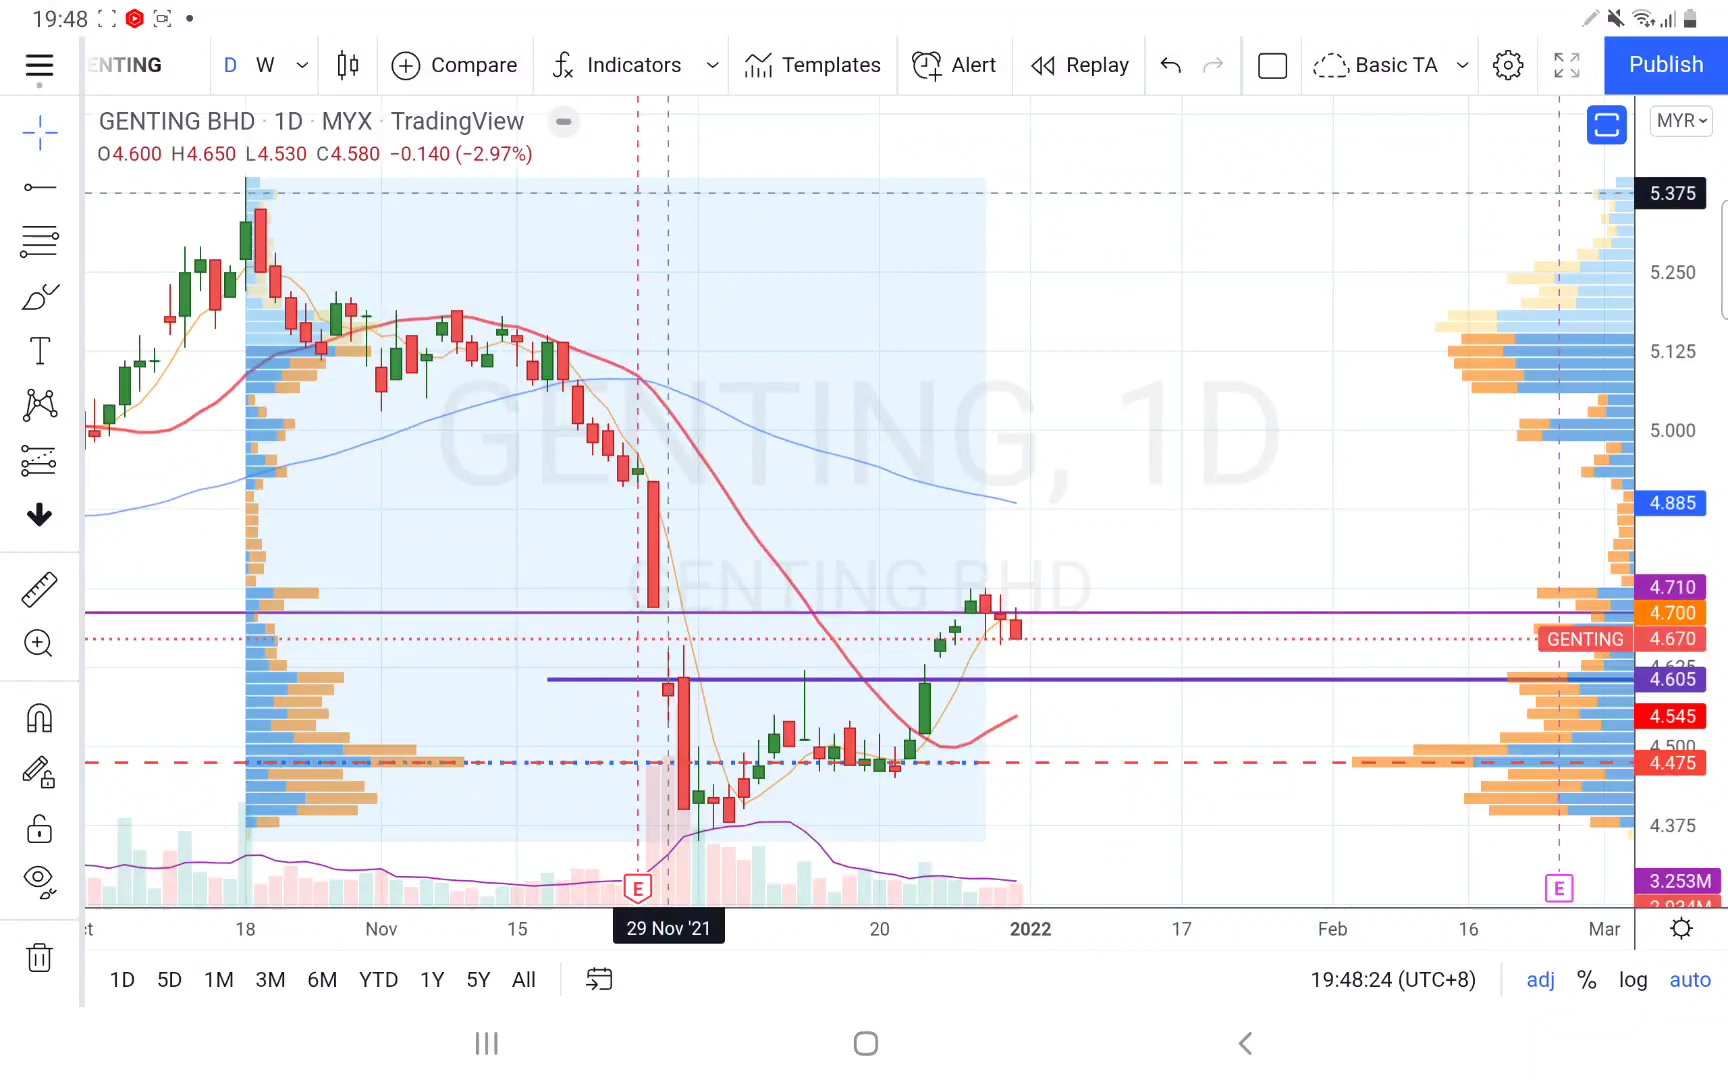 19:48
ENTING D W Compare Indicators Templates Alert Replay Basic TA Publish
GENTING BHD · 1D · MYX · TradingView
O4.600 H4.650 L4.530 C4.580 −0.140 (−2.97%)
MYR
5.375
5.250
5.125
5.000
4.885
4.710
4.700
GENTING 4.670
4.625
4.605
4.545
4.500
4.475
4.375
3.253M
2.934M
GENTING, 1D
GENTING BHD
E E
18 Nov 15 29 Nov '21 20 2022 17 Feb 16 Mar
1D 5D 1M 3M 6M YTD 1Y 5Y All 19:48:24 (UTC+8) adj % log auto